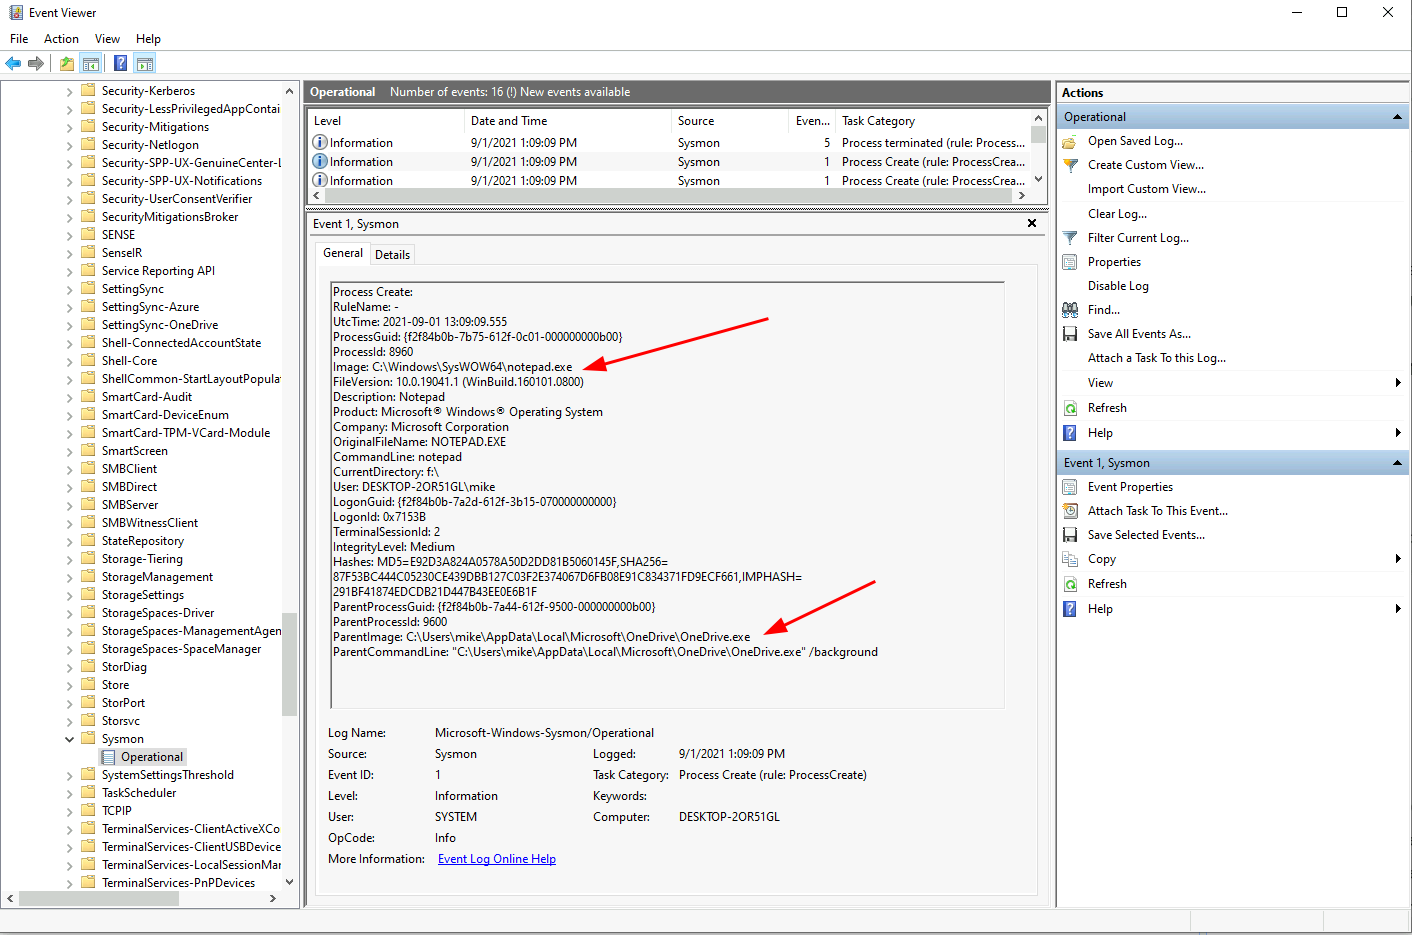 Event Viewer
File Action View Help
Security-Kerberos
Security-LessPrivilegedAppContai
Security-Mitigations
Security-Netlogon
Security-SPP-UX-GenuineCenter-L
Security-SPP-UX-Notifications
Security-UserConsentVerifier
SecurityMitigationsBroker
SENSE
SenseIR
Service Reporting API
SettingSync
SettingSync-Azure
SettingSync-OneDrive
Shell-ConnectedAccountState
Shell-Core
ShellCommon-StartLayoutPopulat
SmartCard-Audit
SmartCard-DeviceEnum
SmartCard-TPM-VCard-Module
SmartScreen
SMBClient
SMBDirect
SMBServer
SMBWitnessClient
StateRepository
Storage-Tiering
StorageManagement
StorageSettings
StorageSpaces-Driver
StorageSpaces-ManagementAgen
StorageSpaces-SpaceManager
StorDiag
Store
StorPort
Storsvc
Sysmon
Operational
SystemSettingsThreshold
TaskScheduler
TCPIP
TerminalServices-ClientActiveXCo
TerminalServices-ClientUSBDevice
TerminalServices-LocalSessionMar
TerminalServices-PnPDevices
Operational Number of events: 16 (!) New events available
Level Date and Time Source Even... Task Category
Information 9/1/2021 1:09:09 PM Sysmon 5 Process terminated (rule: Process...
Information 9/1/2021 1:09:09 PM Sysmon 1 Process Create (rule: ProcessCrea...
Information 9/1/2021 1:09:09 PM Sysmon 1 Process Create (rule: ProcessCrea...
Event 1, Sysmon
General Details
Process Create:
RuleName: -
UtcTime: 2021-09-01 13:09:09.555
ProcessGuid: {f2f84b0b-7b75-612f-0c01-000000000b00}
ProcessId: 8960
Image: C:\Windows\SysWOW64\notepad.exe
FileVersion: 10.0.19041.1 (WinBuild.160101.0800)
Description: Notepad
Product: Microsoft® Windows® Operating System
Company: Microsoft Corporation
OriginalFileName: NOTEPAD.EXE
CommandLine: notepad
CurrentDirectory: f:\
User: DESKTOP-2OR51GL\mike
LogonGuid: {f2f84b0b-7a2d-612f-3b15-070000000000}
LogonId: 0x7153B
TerminalSessionId: 2
IntegrityLevel: Medium
Hashes: MD5=E92D3A824A0578A50D2DD81B5060145F,SHA256=
87F53BC444C05230CE439DBB127C03F2E374067D6FB08E91C834371FD9ECF661,IMPHASH=
291BF41874EDCDB21D447B43EE0E6B1F
ParentProcessGuid: {f2f84b0b-7a44-612f-9500-000000000b00}
ParentProcessId: 9600
ParentImage: C:\Users\mike\AppData\Local\Microsoft\OneDrive\OneDrive.exe
ParentCommandLine: "C:\Users\mike\AppData\Local\Microsoft\OneDrive\OneDrive.exe" /background
Log Name: Microsoft-Windows-Sysmon/Operational
Source: Sysmon Logged: 9/1/2021 1:09:09 PM
Event ID: 1 Task Category: Process Create (rule: ProcessCreate)
Level: Information Keywords:
User: SYSTEM Computer: DESKTOP-2OR51GL
OpCode: Info
More Information: Event Log Online Help
Actions
Operational
Open Saved Log...
Create Custom View...
Import Custom View...
Clear Log...
Filter Current Log...
Properties
Disable Log
Find...
Save All Events As...
Attach a Task To this Log...
View
Refresh
Help
Event 1, Sysmon
Event Properties
Attach Task To This Event...
Save Selected Events...
Copy
Refresh
Help